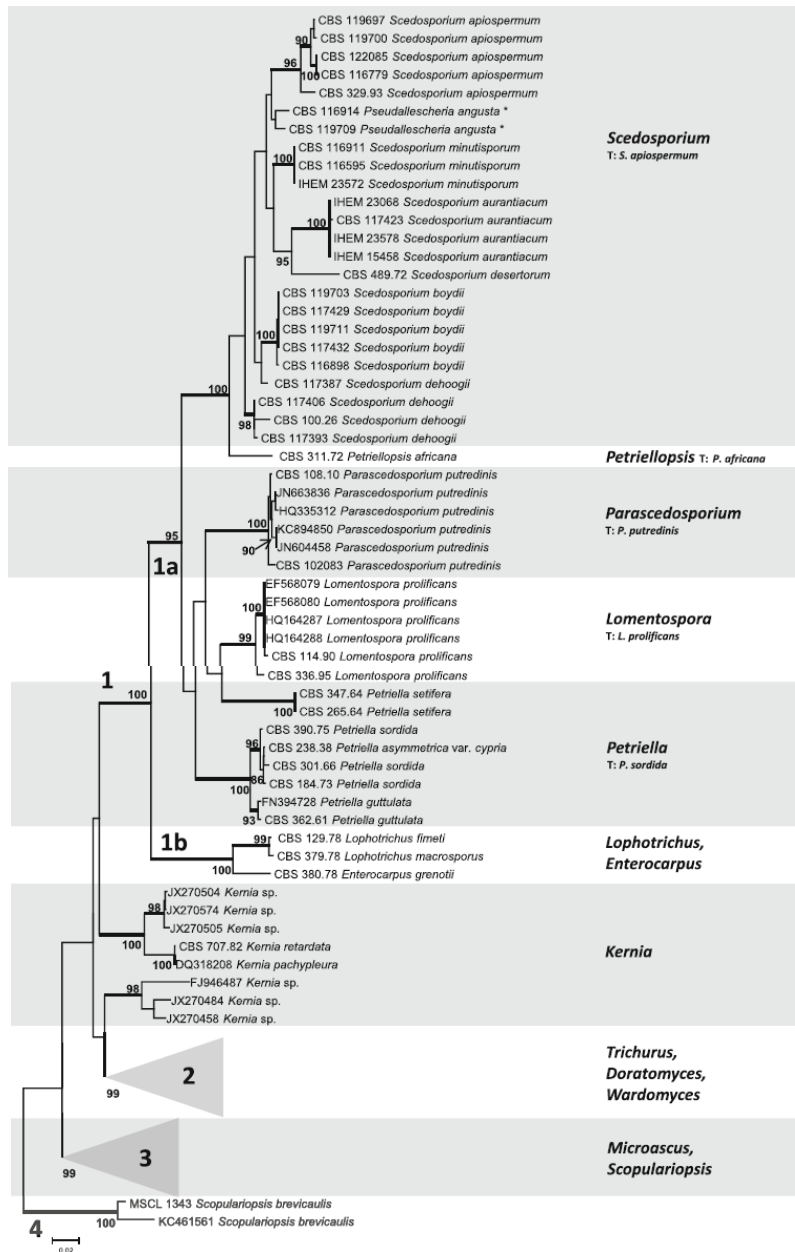 CBS 119697 Scedosporium apiospermum
90
CBS 119700 Scedosporium apiospermum
CBS 122085 Scedosporium apiospermum
96
100
CBS 116779 Scedosporium apiospermum
CBS 329.93 Scedosporium apiospermum
CBS 116914 Pseudallescheria angusta *
CBS 119709 Pseudallescheria angusta *
Scedosporium
T: S. apiospermum
CBS 116911 Scedosporium minutisporum
100
CBS 116595 Scedosporium minutisporum
IHEM 23572 Scedosporium minutisporum
IHEM 23068 Scedosporium aurantiacum
100
CBS 117423 Scedosporium aurantiacum
IHEM 23578 Scedosporium aurantiacum
95
IHEM 15458 Scedosporium aurantiacum
CBS 489.72 Scedosporium desertorum
CBS 119703 Scedosporium boydii
CBS 117429 Scedosporium boydii
CBS 119711 Scedosporium boydii
100
CBS 117432 Scedosporium boydii
CBS 116898 Scedosporium boydii
CBS 117387 Scedosporium dehoogii
100
CBS 117406 Scedosporium dehoogii
CBS 100.26 Scedosporium dehoogii
98
CBS 117393 Scedosporium dehoogii
CBS 311.72 Petriellopsis africana
Petriellopsis T: P. africana
CBS 108.10 Parascedosporium putredinis
JN663836 Parascedosporium putredinis
HQ335312 Parascedosporium putredinis
Parascedosporium
T: P. putredinis
100
KC894850 Parascedosporium putredinis
95
90
JN604458 Parascedosporium putredinis
1a
CBS 102083 Parascedosporium putredinis
EF568079 Lomentospora prolificans
EF568080 Lomentospora prolificans
100
HQ164287 Lomentospora prolificans
Lomentospora
T: L. prolificans
99
HQ164288 Lomentospora prolificans
CBS 114.90 Lomentospora prolificans
CBS 336.95 Lomentospora prolificans
1
100
CBS 347.64 Petriella setifera
100
CBS 265.64 Petriella setifera
CBS 390.75 Petriella sordida
96
CBS 238.38 Petriella asymmetrica var. cypria
Petriella
T: P. sordida
CBS 301.66 Petriella sordida
86
100
CBS 184.73 Petriella sordida
FN394728 Petriella guttulata
93
CBS 362.61 Petriella guttulata
1b
99
CBS 129.78 Lophotrichus fimeti
CBS 379.78 Lophotrichus macrosporus
100
CBS 380.78 Enterocarpus grenotii
Lophotrichus,
Enterocarpus
JX270504 Kernia sp.
98
JX270574 Kernia sp.
JX270505 Kernia sp.
100
CBS 707.82 Kernia retardata
100
DQ318208 Kernia pachypleura
Kernia
FJ946487 Kernia sp.
98
JX270484 Kernia sp.
JX270458 Kernia sp.
2
99
Trichurus,
Doratomyces,
Wardomyces
3
99
Microascus,
Scopulariopsis
MSCL 1343 Scopulariopsis brevicaulis
100
KC461561 Scopulariopsis brevicaulis
4
0.02